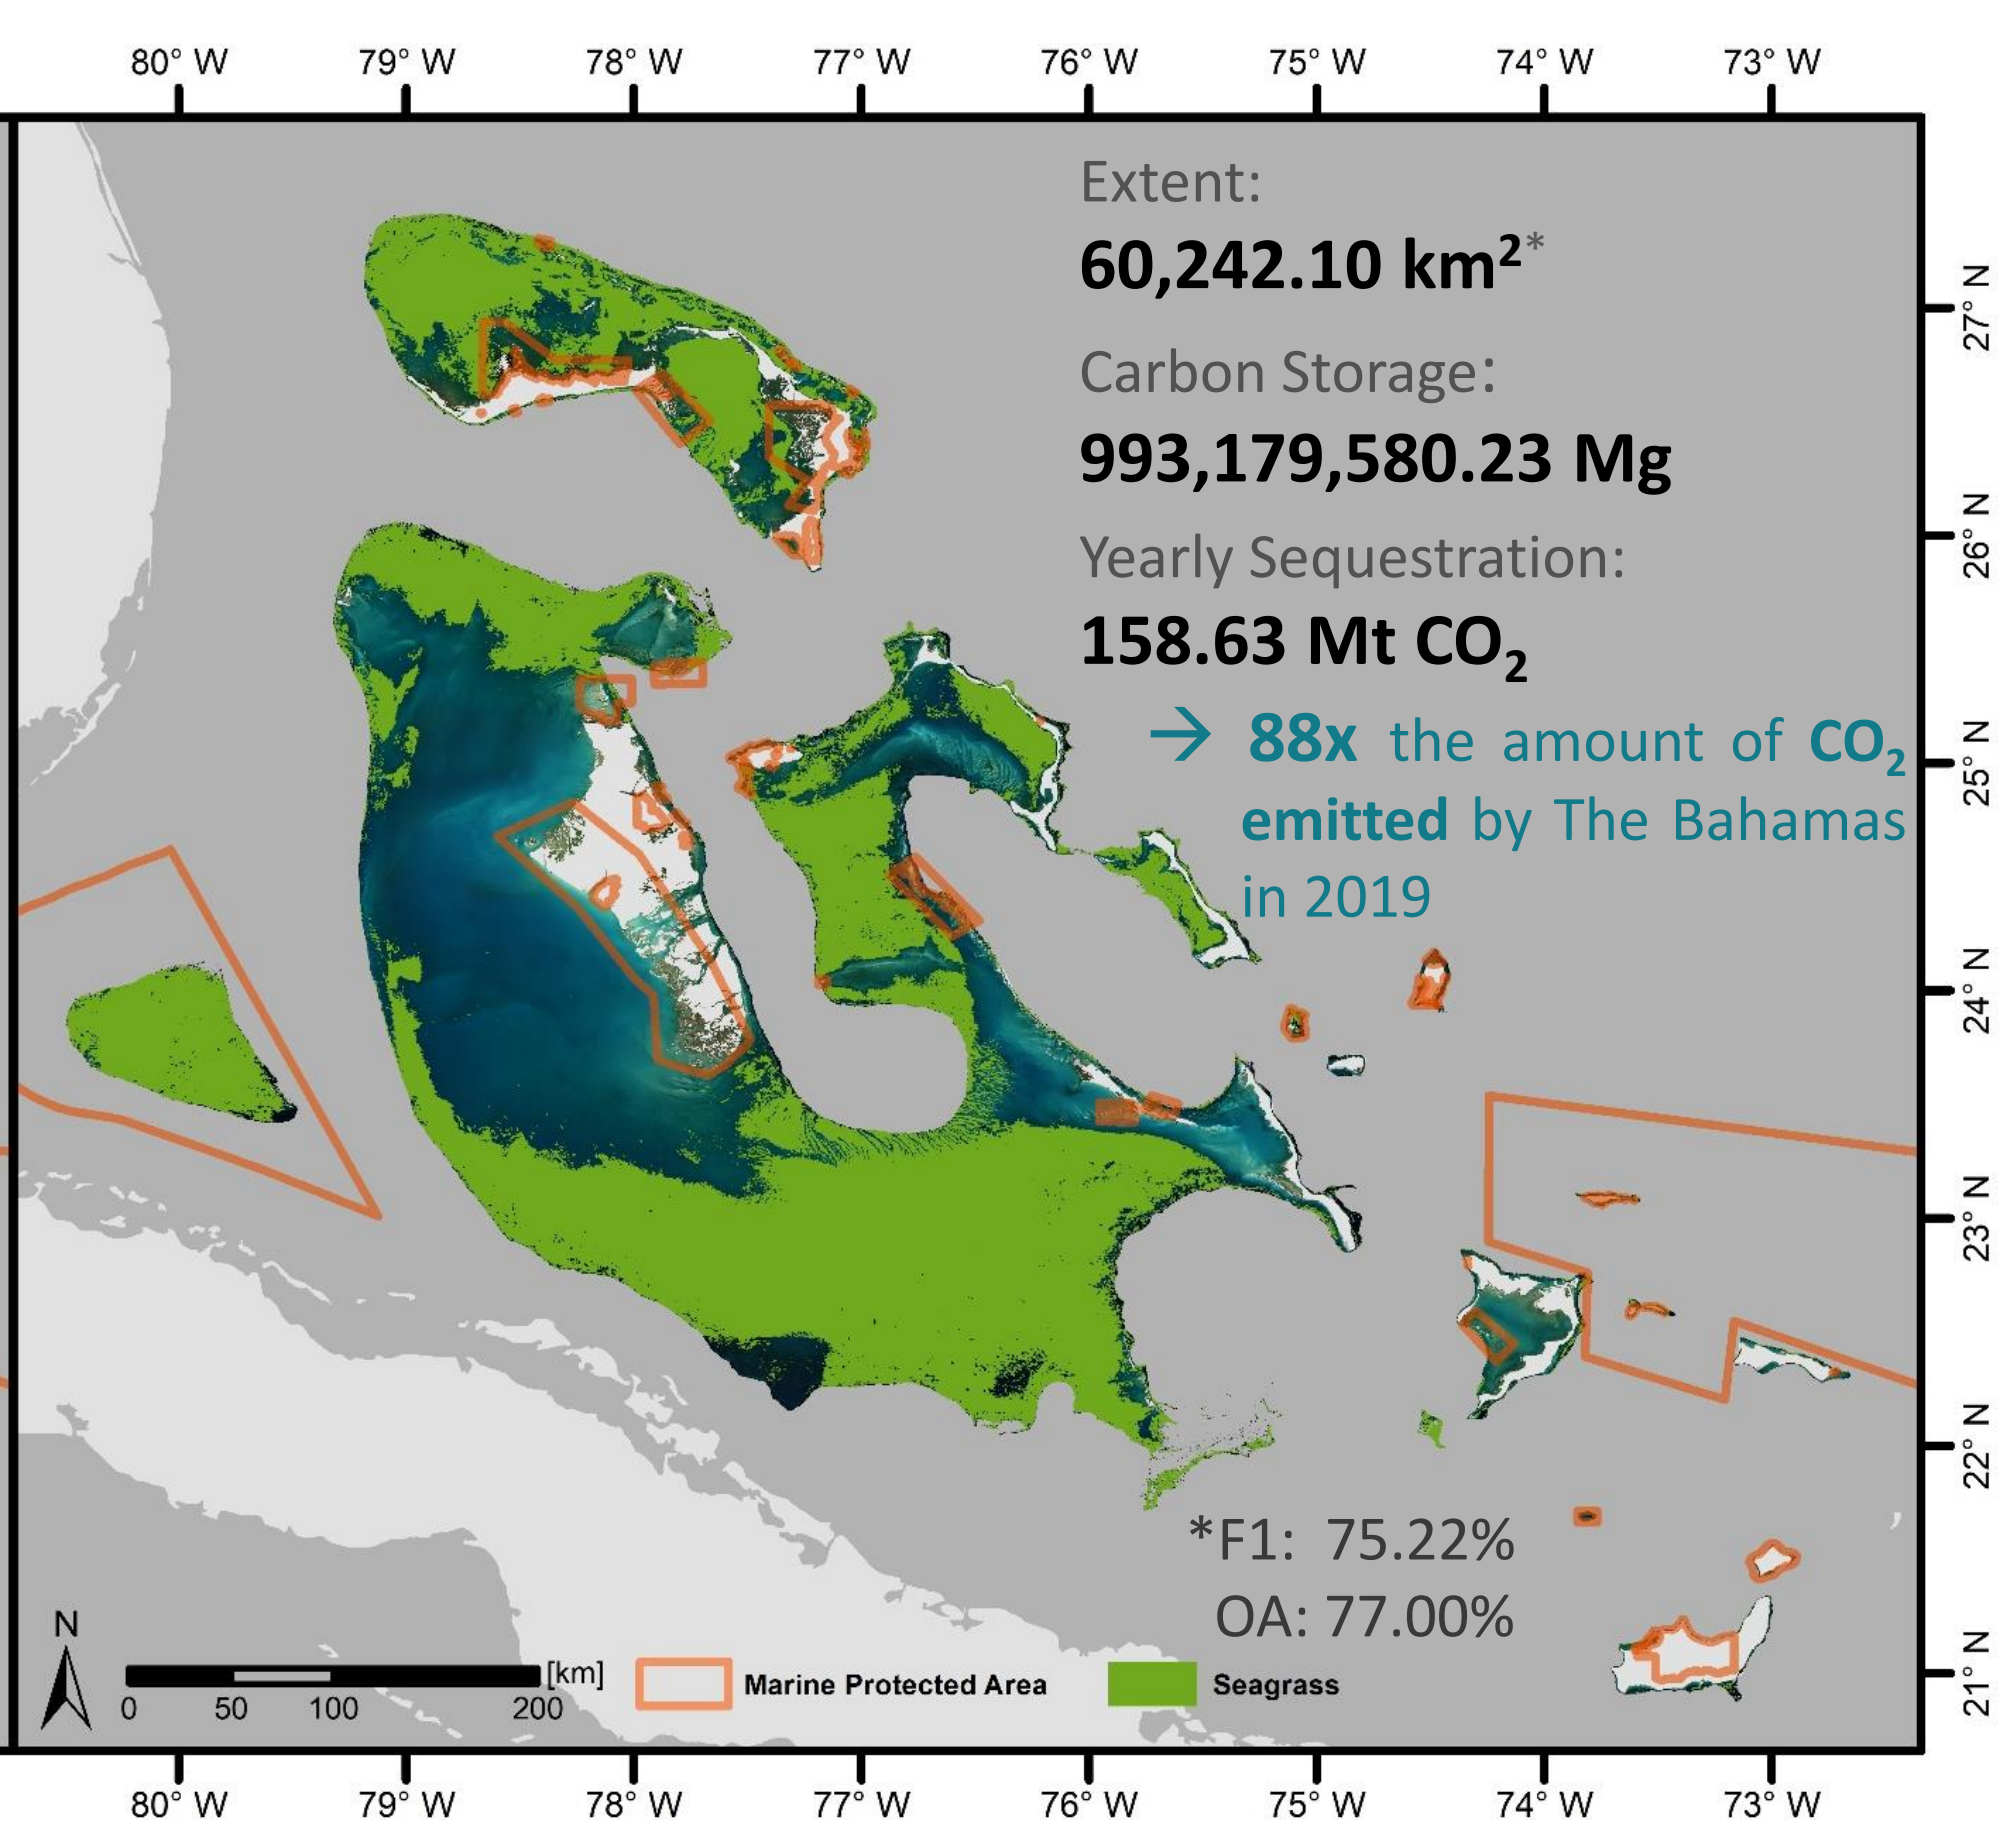 80° W 79° W 78° W 77° W 76° W 75° W 74° W 73° W
Extent:
60,242.10 km²*
Carbon Storage:
993,179,580.23 Mg
Yearly Sequestration:
158.63 Mt CO₂
→ 88x the amount of CO₂
emitted by The Bahamas
in 2019
27° N
26° N
25° N
24° N
23° N
22° N
21° N
*F1: 75.22%
OA: 77.00%
N
[km]
0 50 100 200
Marine Protected Area
Seagrass
80° W 79° W 78° W 77° W 76° W 75° W 74° W 73° W